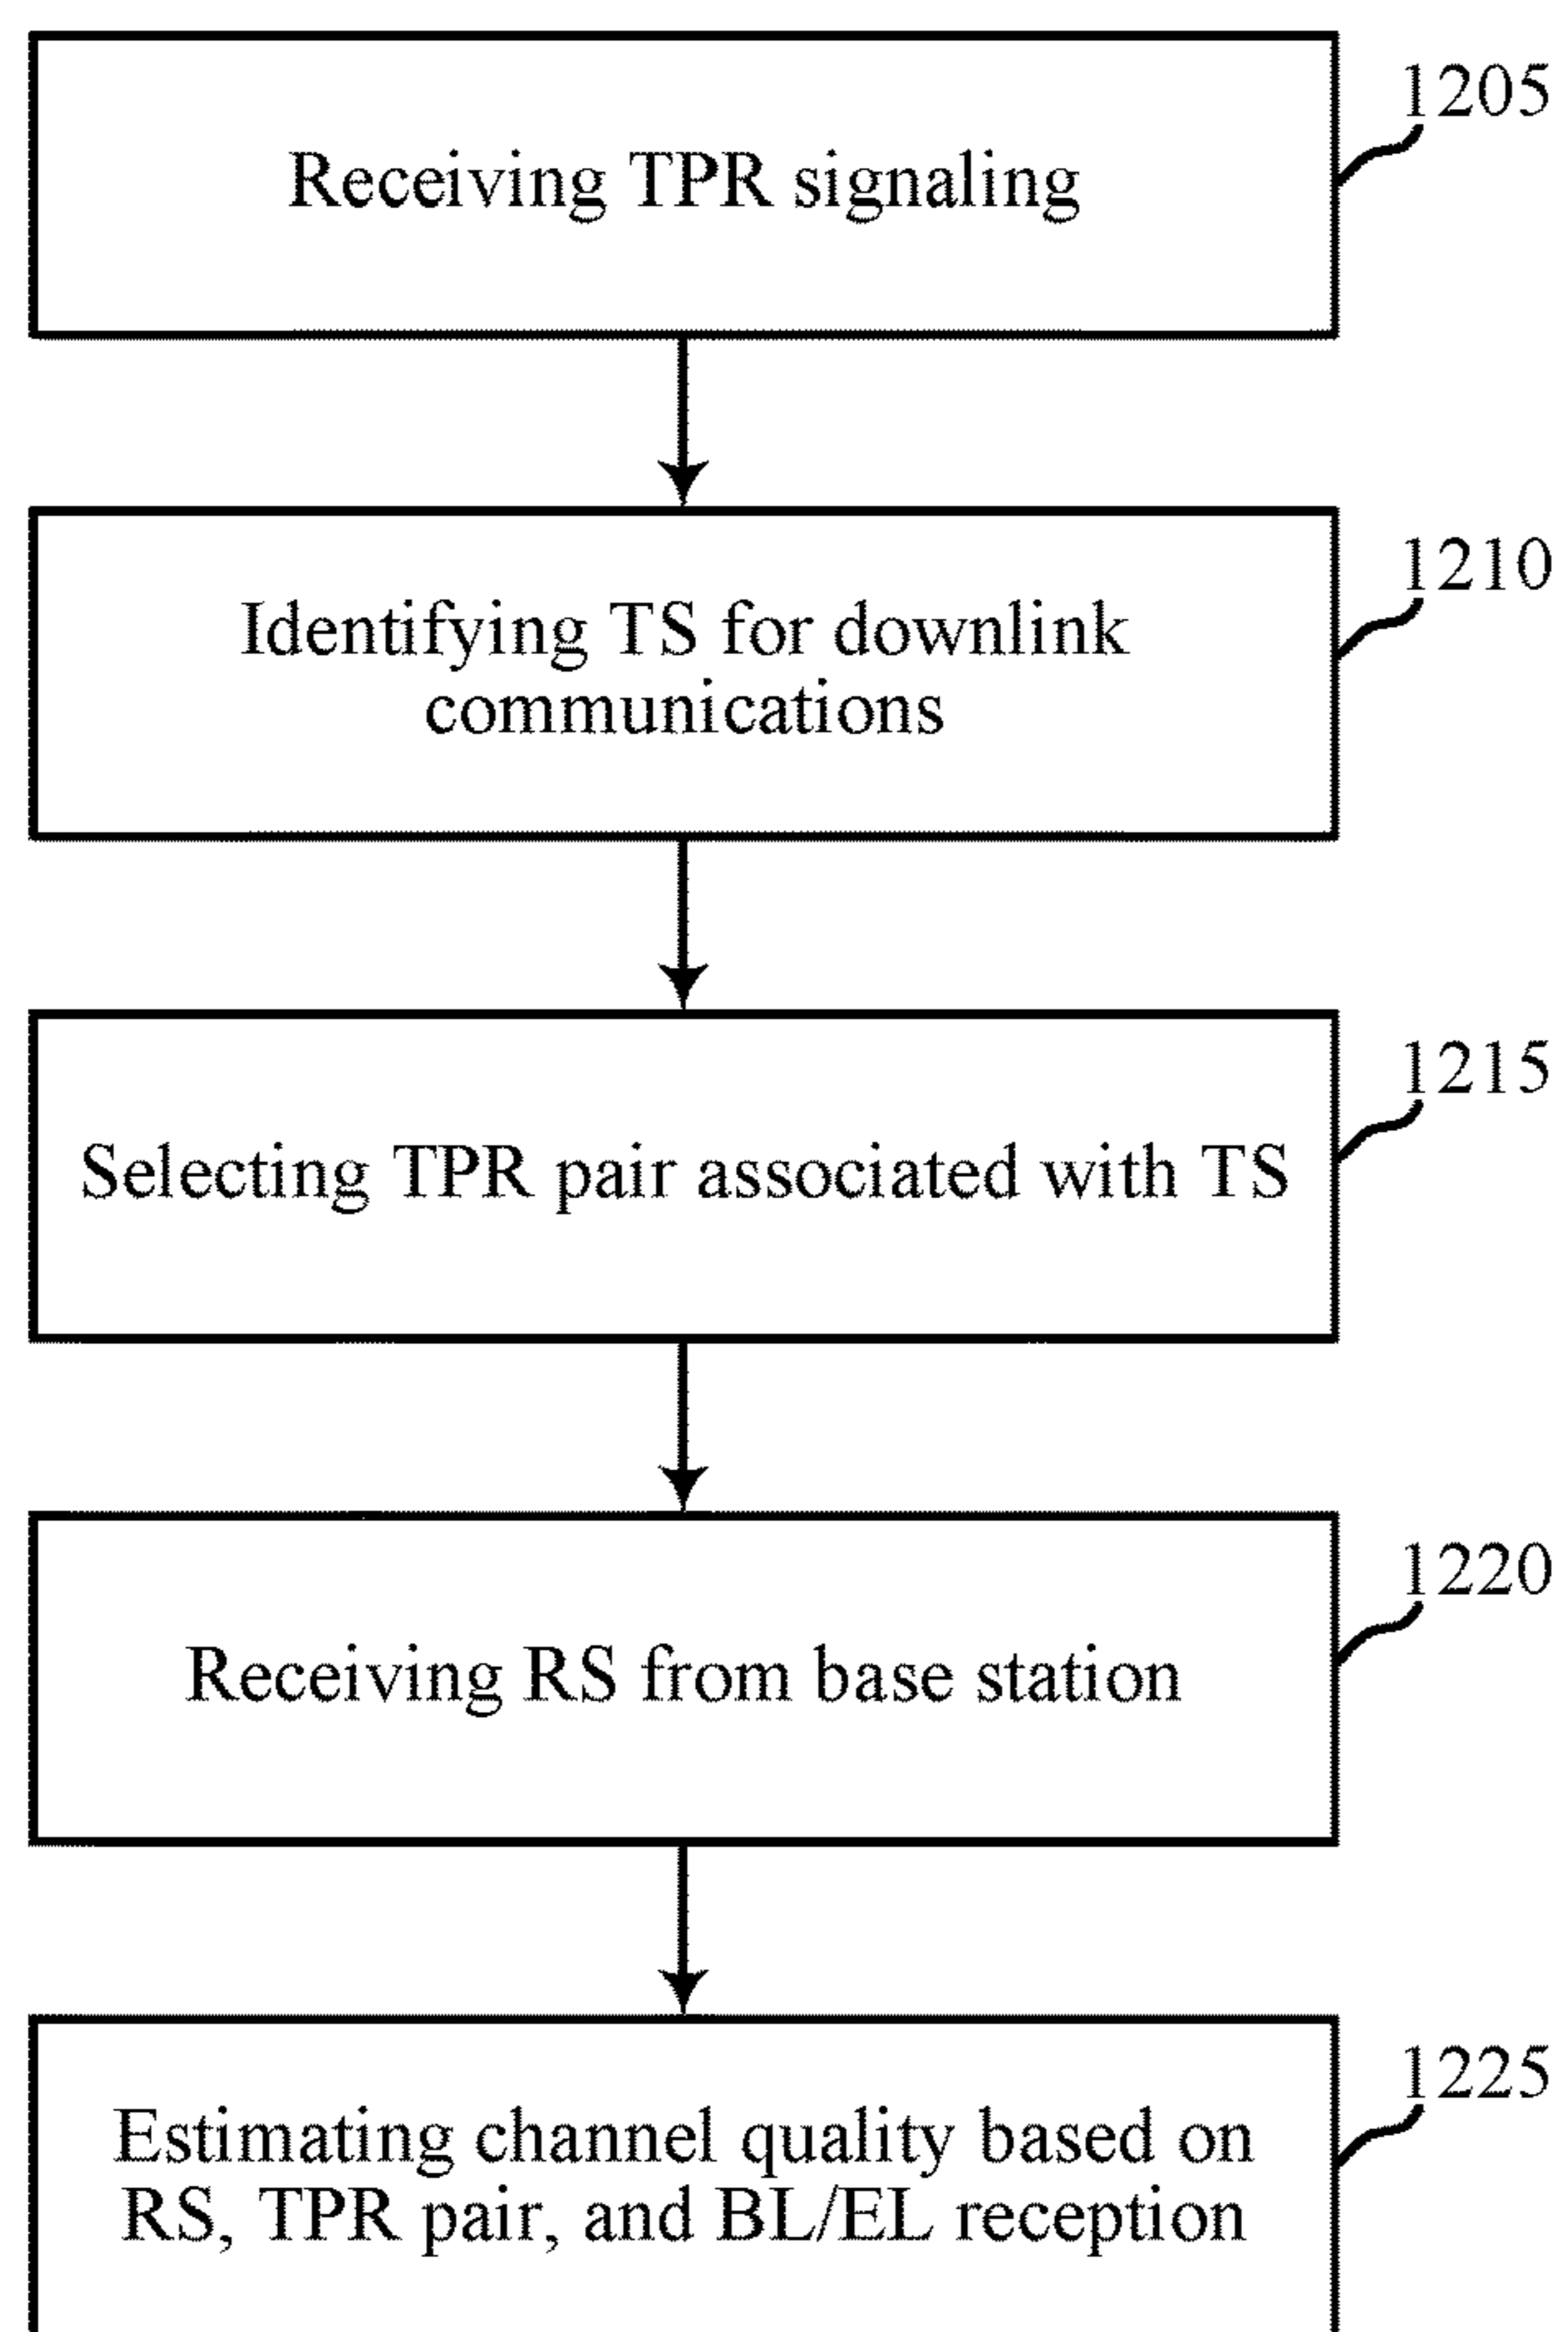 Receiving TPR signaling
1205
Identifying TS for downlink
communications
1210
Selecting TPR pair associated with TS
1215
Receiving RS from base station
1220
Estimating channel quality based on
RS, TPR pair, and BL/EL reception
1225